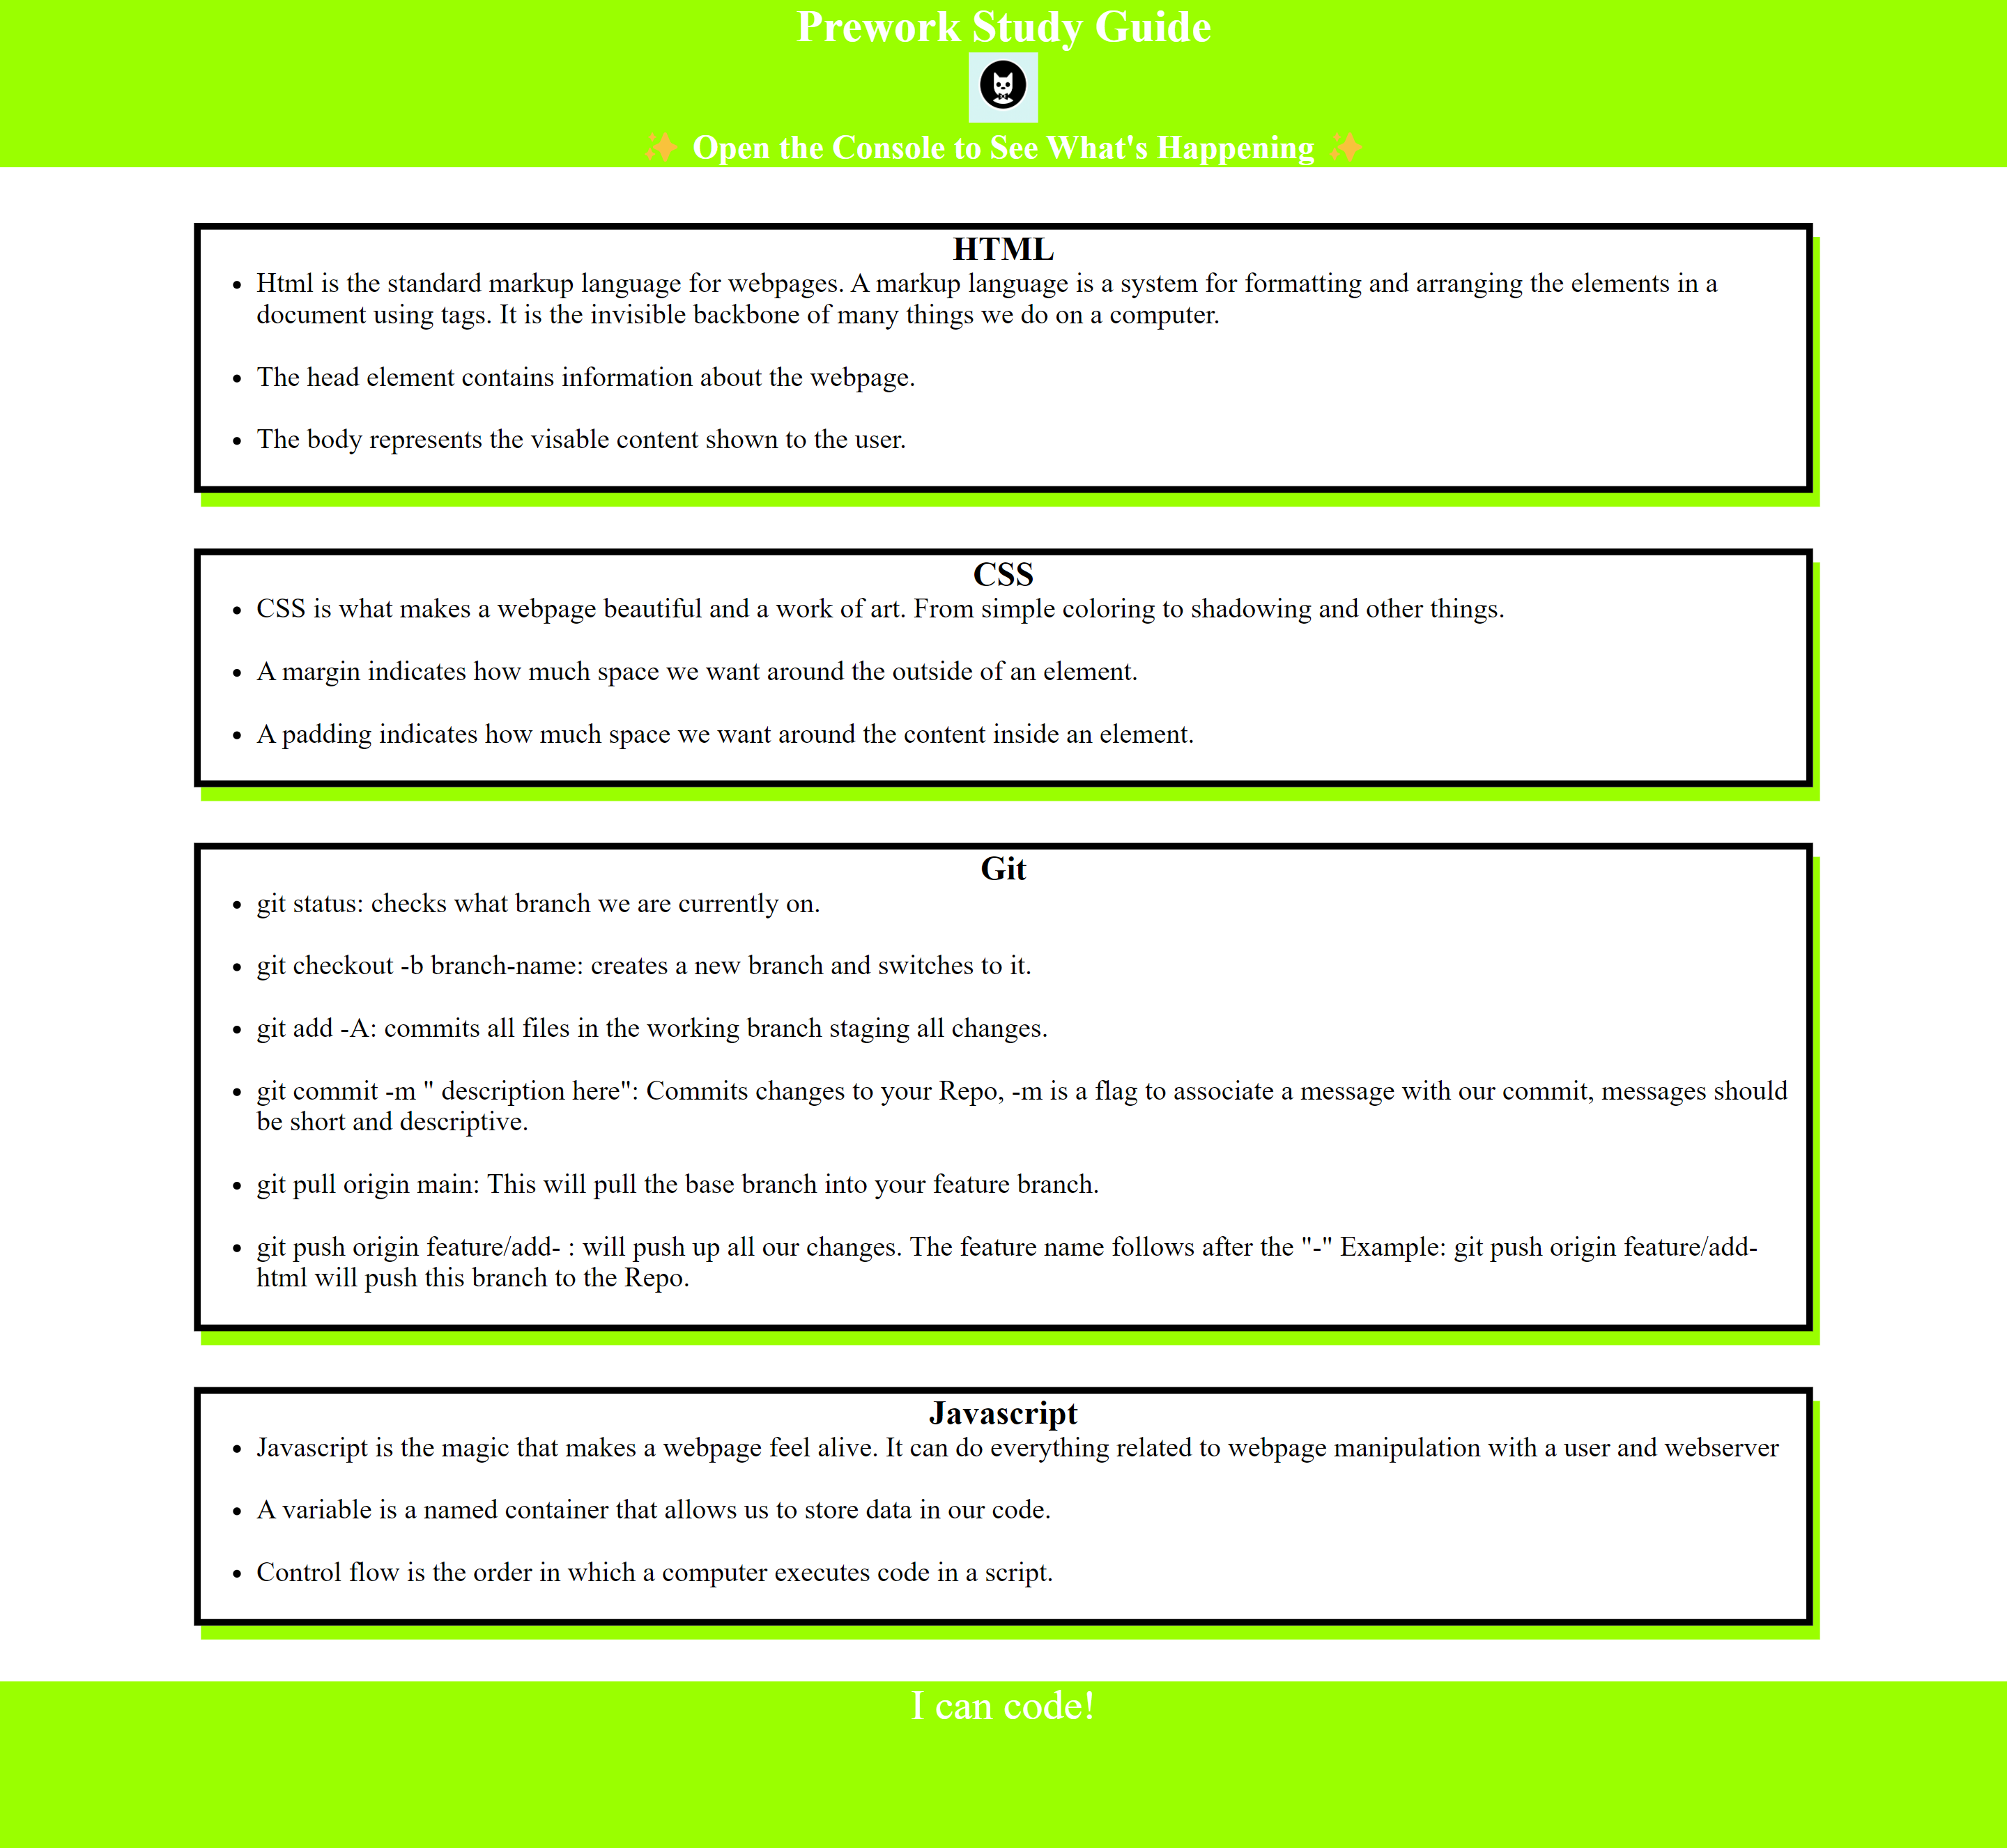 Prework Study Guide
✨ Open the Console to See What's Happening ✨
HTML
• Html is the standard markup language for webpages. A markup language is a system for formatting and arranging the elements in a
document using tags. It is the invisible backbone of many things we do on a computer.
• The head element contains information about the webpage.
• The body represents the visable content shown to the user.
CSS
• CSS is what makes a webpage beautiful and a work of art. From simple coloring to shadowing and other things.
• A margin indicates how much space we want around the outside of an element.
• A padding indicates how much space we want around the content inside an element.
Git
• git status: checks what branch we are currently on.
• git checkout -b branch-name: creates a new branch and switches to it.
• git add -A: commits all files in the working branch staging all changes.
• git commit -m " description here": Commits changes to your Repo, -m is a flag to associate a message with our commit, messages should
be short and descriptive.
• git pull origin main: This will pull the base branch into your feature branch.
• git push origin feature/add- : will push up all our changes. The feature name follows after the "-" Example: git push origin feature/add-
html will push this branch to the Repo.
Javascript
• Javascript is the magic that makes a webpage feel alive. It can do everything related to webpage manipulation with a user and webserver
• A variable is a named container that allows us to store data in our code.
• Control flow is the order in which a computer executes code in a script.
I can code!